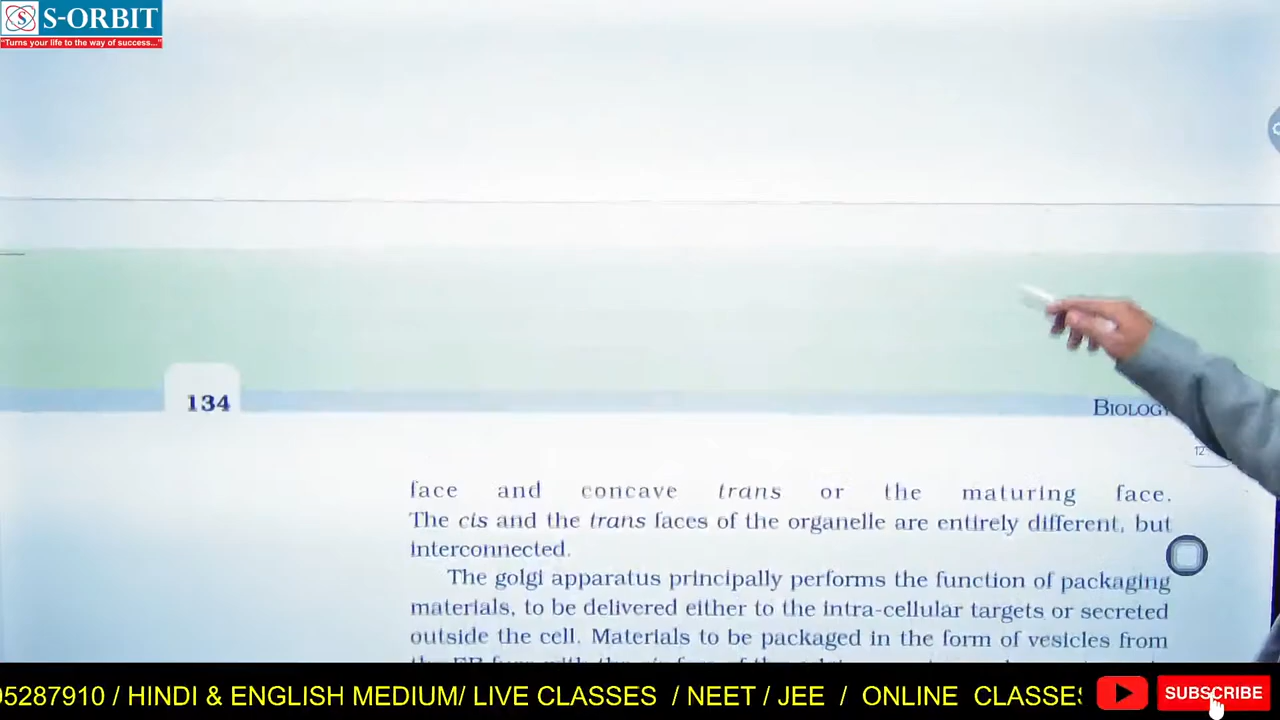 S-ORBIT
"Turns your life to the way of success..."
134
BIOLOGY
12
face and concave trans or the maturing face.
The cis and the trans faces of the organelle are entirely different, but
interconnected.
The golgi apparatus principally performs the function of packaging
materials, to be delivered either to the intra-cellular targets or secreted
outside the cell. Materials to be packaged in the form of vesicles from
95287910 / HINDI & ENGLISH MEDIUM/ LIVE CLASSES / NEET / JEE / ONLINE CLASSES
SUBSCRIBE